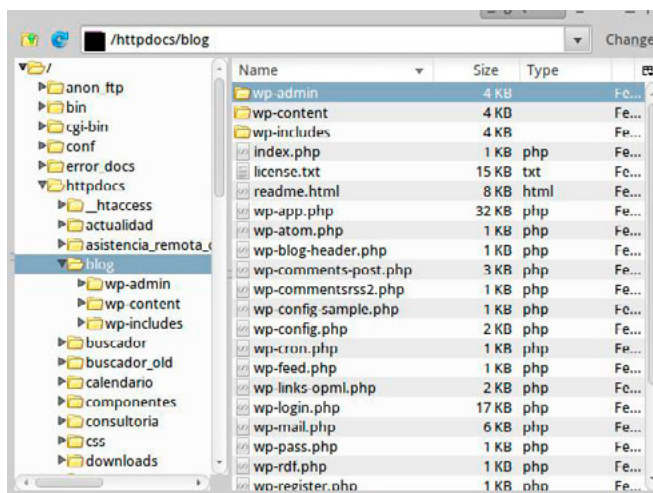 /httpdocs/blog
Change
/
anon_ftp
bin
cgi-bin
conf
error_docs
httpdocs
__htaccess
actualidad
asistencia_remota_
blog
wp-admin
wp-content
wp-includes
buscador
buscador_old
calendario
componentes
consultoria
css
downloads
Name Size Type
wp-admin 4 KB Fe...
wp-content 4 KB Fe...
wp-includes 4 KB Fe...
index.php 1 KB php Fe...
license.txt 15 KB txt Fe...
readme.html 8 KB html Fe...
wp-app.php 32 KB php Fe...
wp-atom.php 1 KB php Fe...
wp-blog-header.php 1 KB php Fe...
wp-comments-post.php 3 KB php Fe...
wp-commentsrss2.php 1 KB php Fe...
wp-config-sample.php 1 KB php Fe...
wp-config.php 2 KB php Fe...
wp-cron.php 1 KB php Fe...
wp-feed.php 1 KB php Fe...
wp-links-opml.php 2 KB php Fe...
wp-login.php 17 KB php Fe...
wp-mail.php 6 KB php Fe...
wp-pass.php 1 KB php Fe...
wp-rdf.php 1 KB php Fe...
wp-register.php 1 KB php Fe...